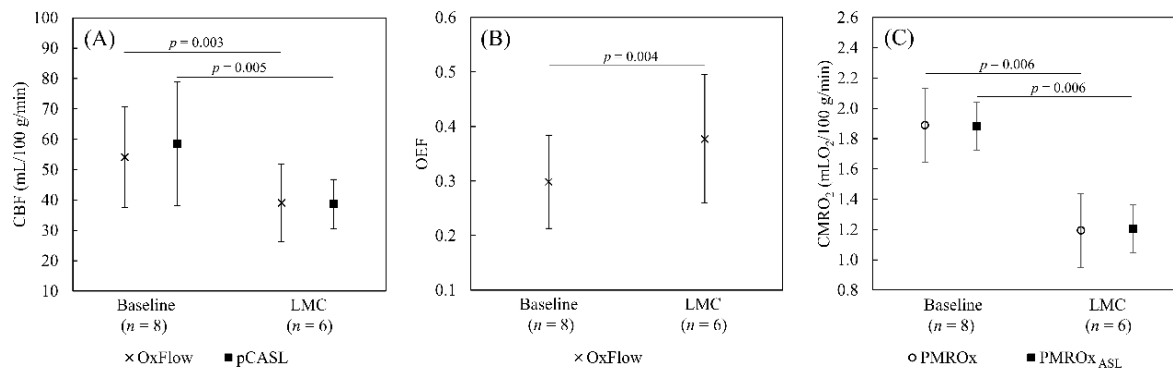 (A)
CBF (mL/100 g/min)
100
90
80
70
60
50
40
30
20
10
p = 0.003
p = 0.005
Baseline
(n = 8)
LMC
(n = 6)
× OxFlow ■ pCASL
(B)
OEF
0.6
0.5
0.4
0.3
0.2
0.1
p = 0.004
Baseline
(n = 8)
LMC
(n = 6)
× OxFlow
(C)
CMRO₂ (mLO₂/100 g/min)
2.6
2.4
2.2
2.0
1.8
1.6
1.4
1.2
1.0
0.8
p = 0.006
p = 0.006
Baseline
(n = 8)
LMC
(n = 6)
○ PMROx ■ PMROx_ASL